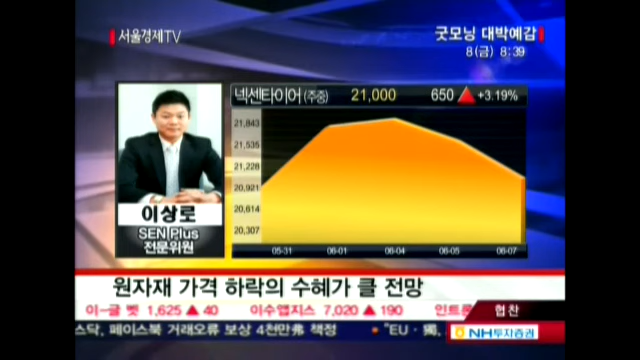 서울경제TV
굿모닝 대박예감
8(금) 8:39
넥센타이어(주중) 21,000 650 ▲ +3.19%
21,843
21,535
21,228
20,921
20,614
20,307
05-31 06-01 06-04 06-05 06-07
이상로
SEN Plus
전문위원
원자재 가격 하락의 수혜가 클 전망
이-글 벳 1,625 ▲ 40 이수앱지스 7,020 ▲ 190 인트론
협찬
스닥, 페이스북 거래오류 보상 4천만弗 책정 • "EU · 獨,
NH투자증권